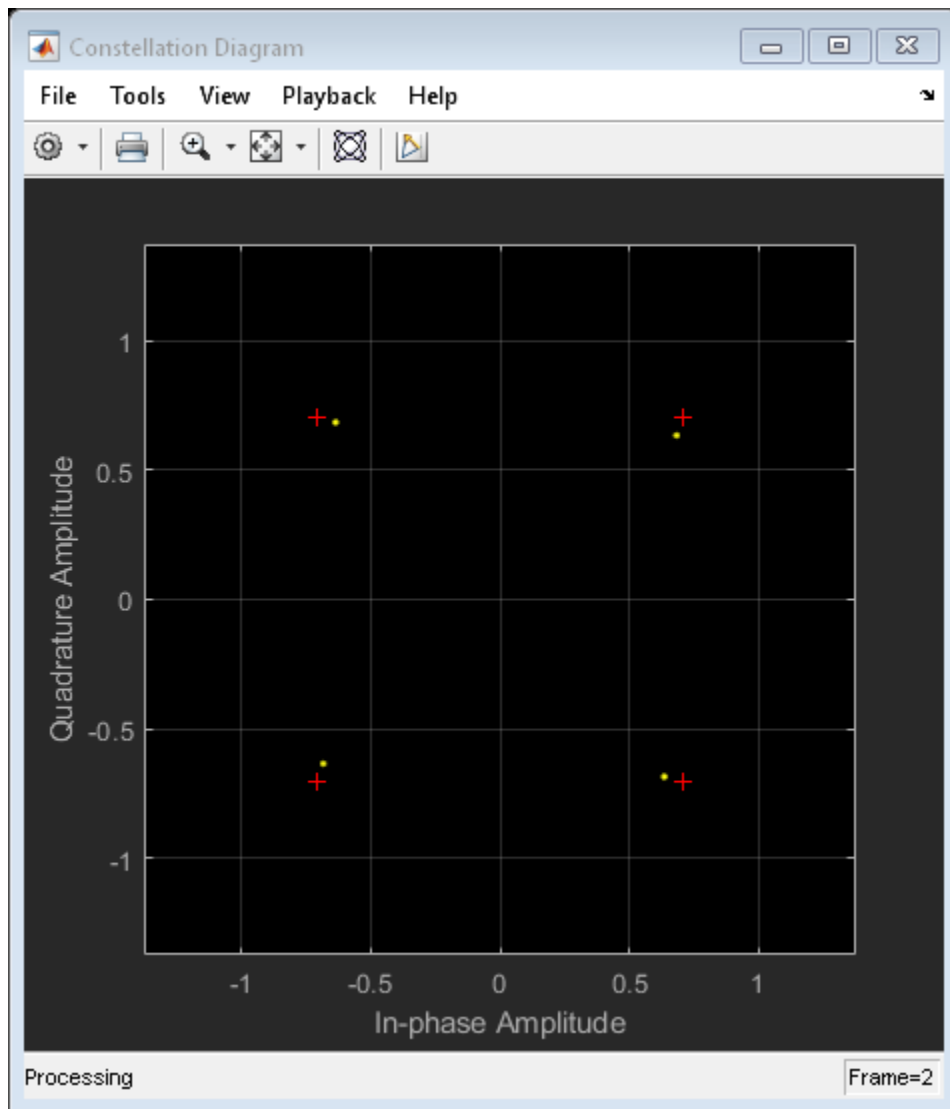 Constellation Diagram
File Tools View Playback Help
1
0.5
0
-0.5
-1
Quadrature Amplitude
-1 -0.5 0 0.5 1
In-phase Amplitude
Processing Frame=2